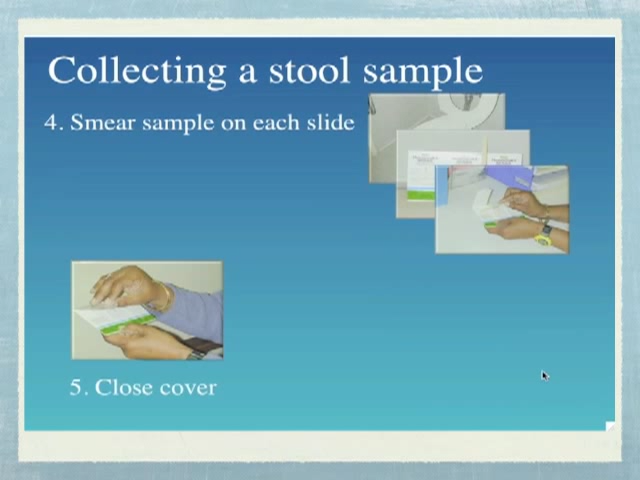 Collecting a stool sample
4. Smear sample on each slide
5. Close cover